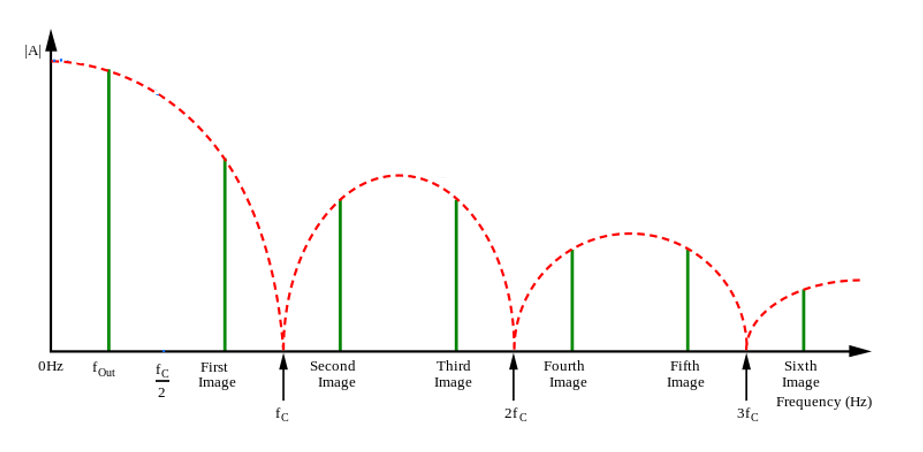 |A|
0Hz
fOut
fC
2
First
Image
Second
Image
Third
Image
Fourth
Image
Fifth
Image
Sixth
Image
Frequency (Hz)
fC
2fC
3fC